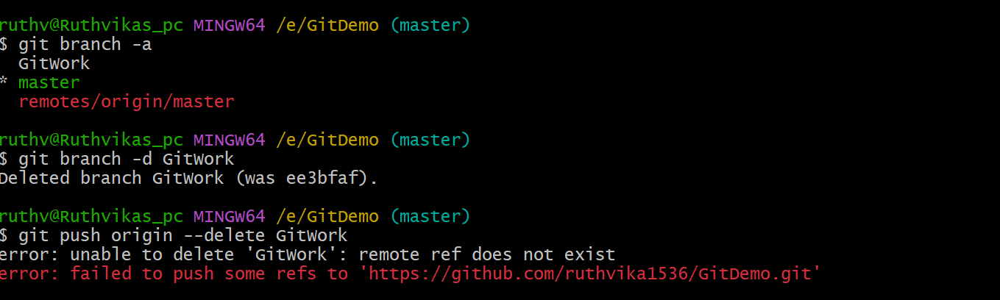 ruthv@Ruthvikas_pc MINGW64 /e/GitDemo (master)
$ git branch -a
  GitWork
* master
  remotes/origin/master

ruthv@Ruthvikas_pc MINGW64 /e/GitDemo (master)
$ git branch -d GitWork
Deleted branch GitWork (was ee3bfaf).

ruthv@Ruthvikas_pc MINGW64 /e/GitDemo (master)
$ git push origin --delete GitWork
error: unable to delete 'GitWork': remote ref does not exist
error: failed to push some refs to 'https://github.com/ruthvika1536/GitDemo.git'